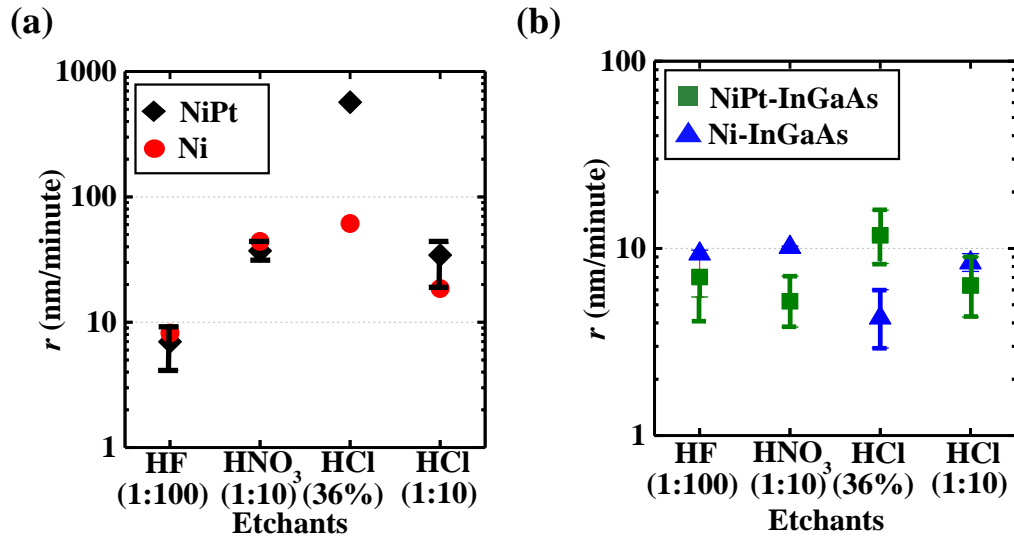 (a)
r (nm/minute)
1000
100
10
1
NiPt
Ni
HF HNO3 HCl HCl
(1:100) (1:10) (36%) (1:10)
Etchants
(b)
r (nm/minute)
100
10
1
NiPt-InGaAs
Ni-InGaAs
HF HNO3 HCl HCl
(1:100) (1:10) (36%) (1:10)
Etchants